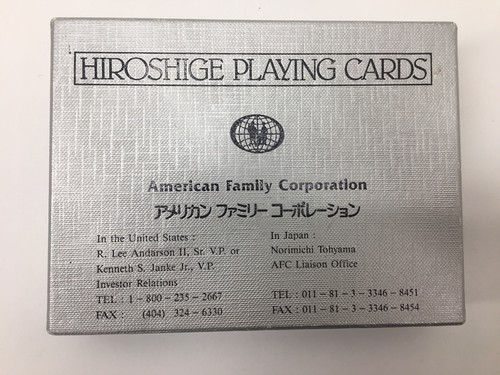 HIROSHIGE PLAYING CARDS
American Family Corporation
アメリカン ファミリー コーポレーション
In the United States :
R. Lee Andarson II, Sr. V.P. or
Kenneth S. Janke Jr., V.P.
Investor Relations
TEL : 1 - 800 - 235 - 2667
FAX : (404) 324 - 6330
In Japan :
Norimichi Tohyama
AFC Liaison Office
TEL : 011 - 81 - 3 - 3346 - 8451
FAX : 011 - 81 - 3 - 3346 - 8454